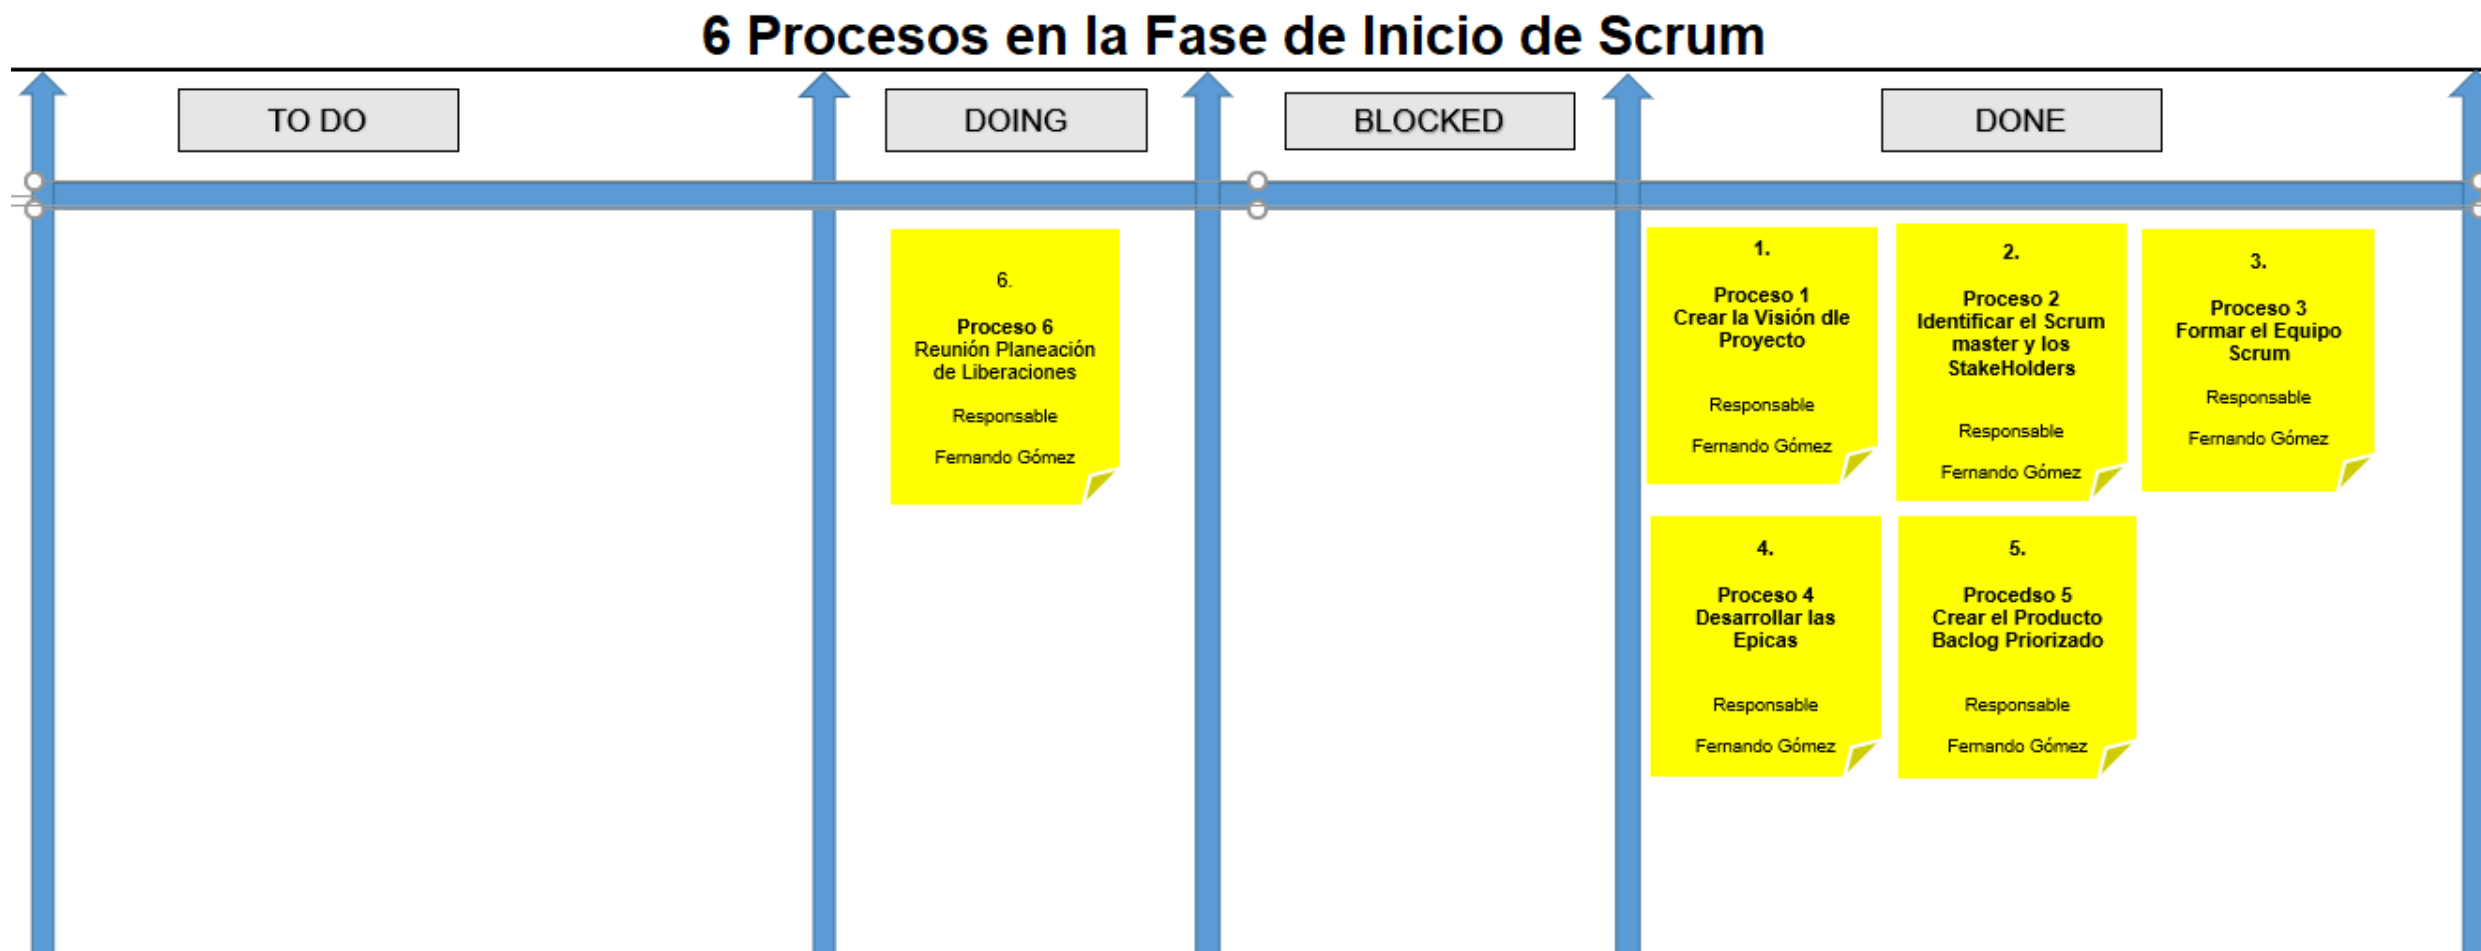 6 Procesos en la Fase de Inicio de Scrum
TO DO
DOING
BLOCKED
DONE
6.
Proceso 6
Reunión Planeación
de Liberaciones
Responsable
Fernando Gómez
1.
Proceso 1
Crear la Visión dle
Proyecto
Responsable
Fernando Gómez
2.
Proceso 2
Identificar el Scrum
master y los
StakeHolders
Responsable
Fernando Gómez
3.
Proceso 3
Formar el Equipo
Scrum
Responsable
Fernando Gómez
4.
Proceso 4
Desarrollar las
Epicas
Responsable
Fernando Gómez
5.
Procedso 5
Crear el Producto
Baclog Priorizado
Responsable
Fernando Gómez